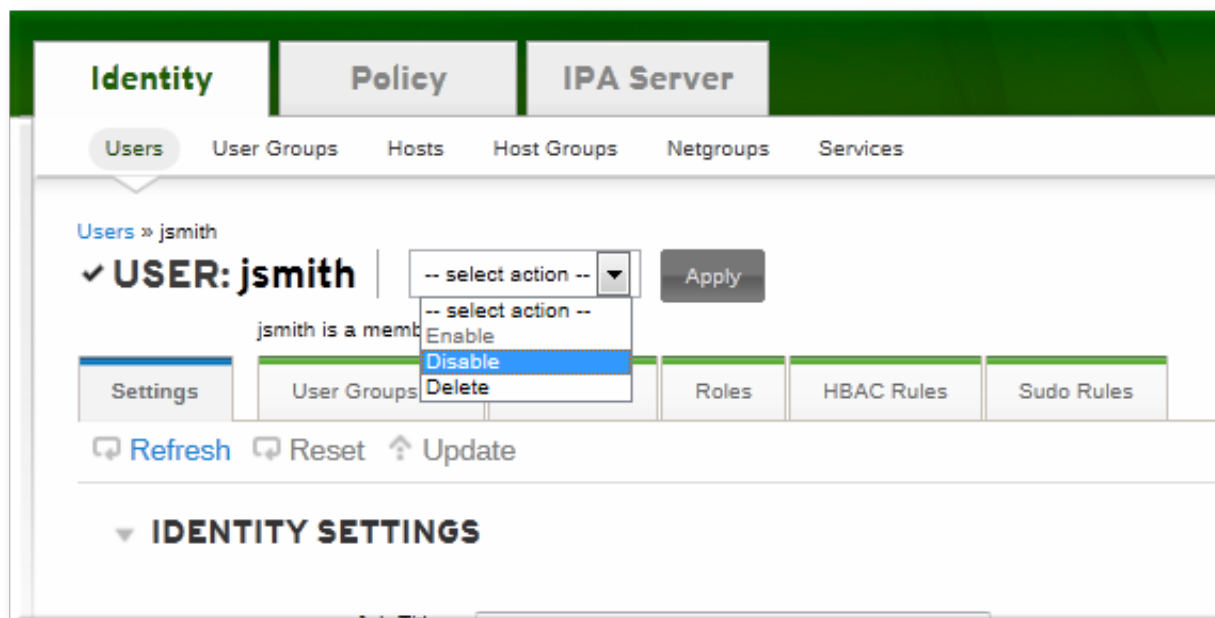 Identity Policy IPA Server
Users User Groups Hosts Host Groups Netgroups Services
Users » jsmith
USER: jsmith -- select action -- Apply
-- select action --
jsmith is a
Enable
Disable
Delete
Settings User Groups Roles HBAC Rules Sudo Rules
Refresh Reset Update
IDENTITY SETTINGS